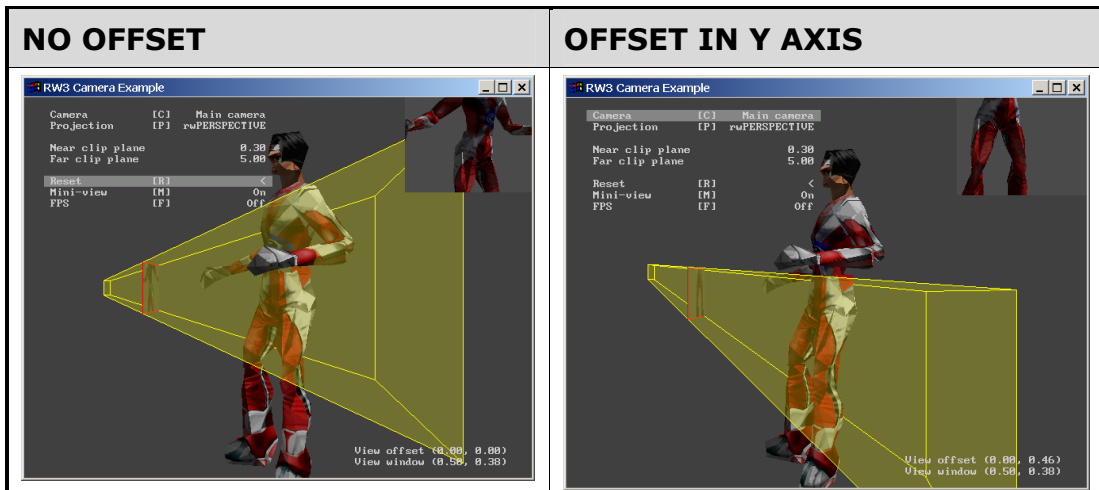 NO OFFSET
RW3 Camera Example
Camera [C] Main camera
Projection [P] rwPERSPECTIVE
Near clip plane 0.30
Far clip plane 5.00
Reset [R] <
Mini-view [M] On
FPS [F] Off
View offset (0.00, 0.00)
View window (0.50, 0.38)
OFFSET IN Y AXIS
RW3 Camera Example
Camera [C] Main camera
Projection [P] rwPERSPECTIVE
Near clip plane 0.30
Far clip plane 5.00
Reset [R] <
Mini-view [M] On
FPS [F] Off
View offset (0.00, 0.46)
View window (0.50, 0.38)